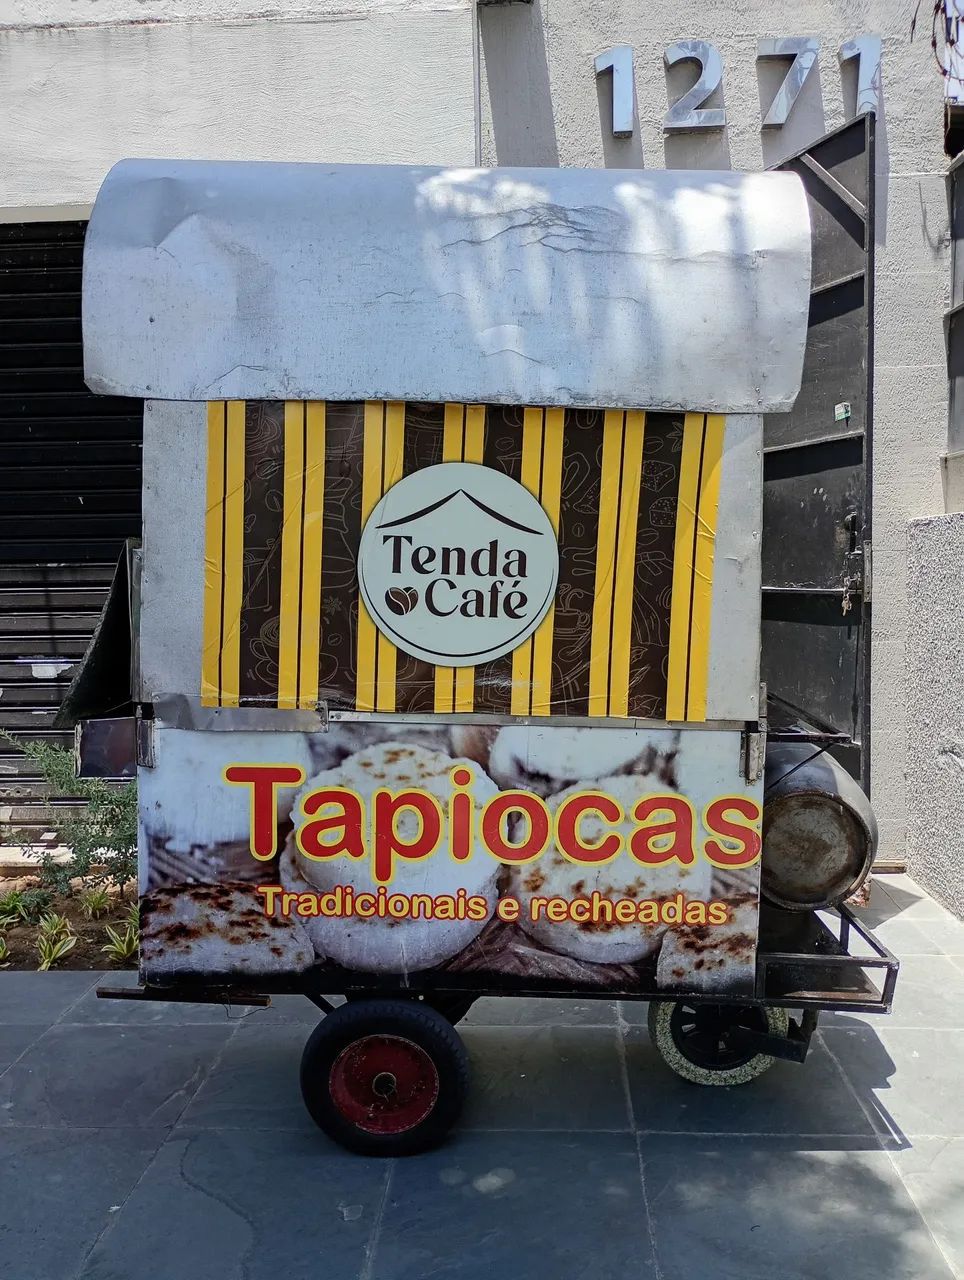 1271
Tenda
Café
Tapiocas
Tradicionais e recheadas